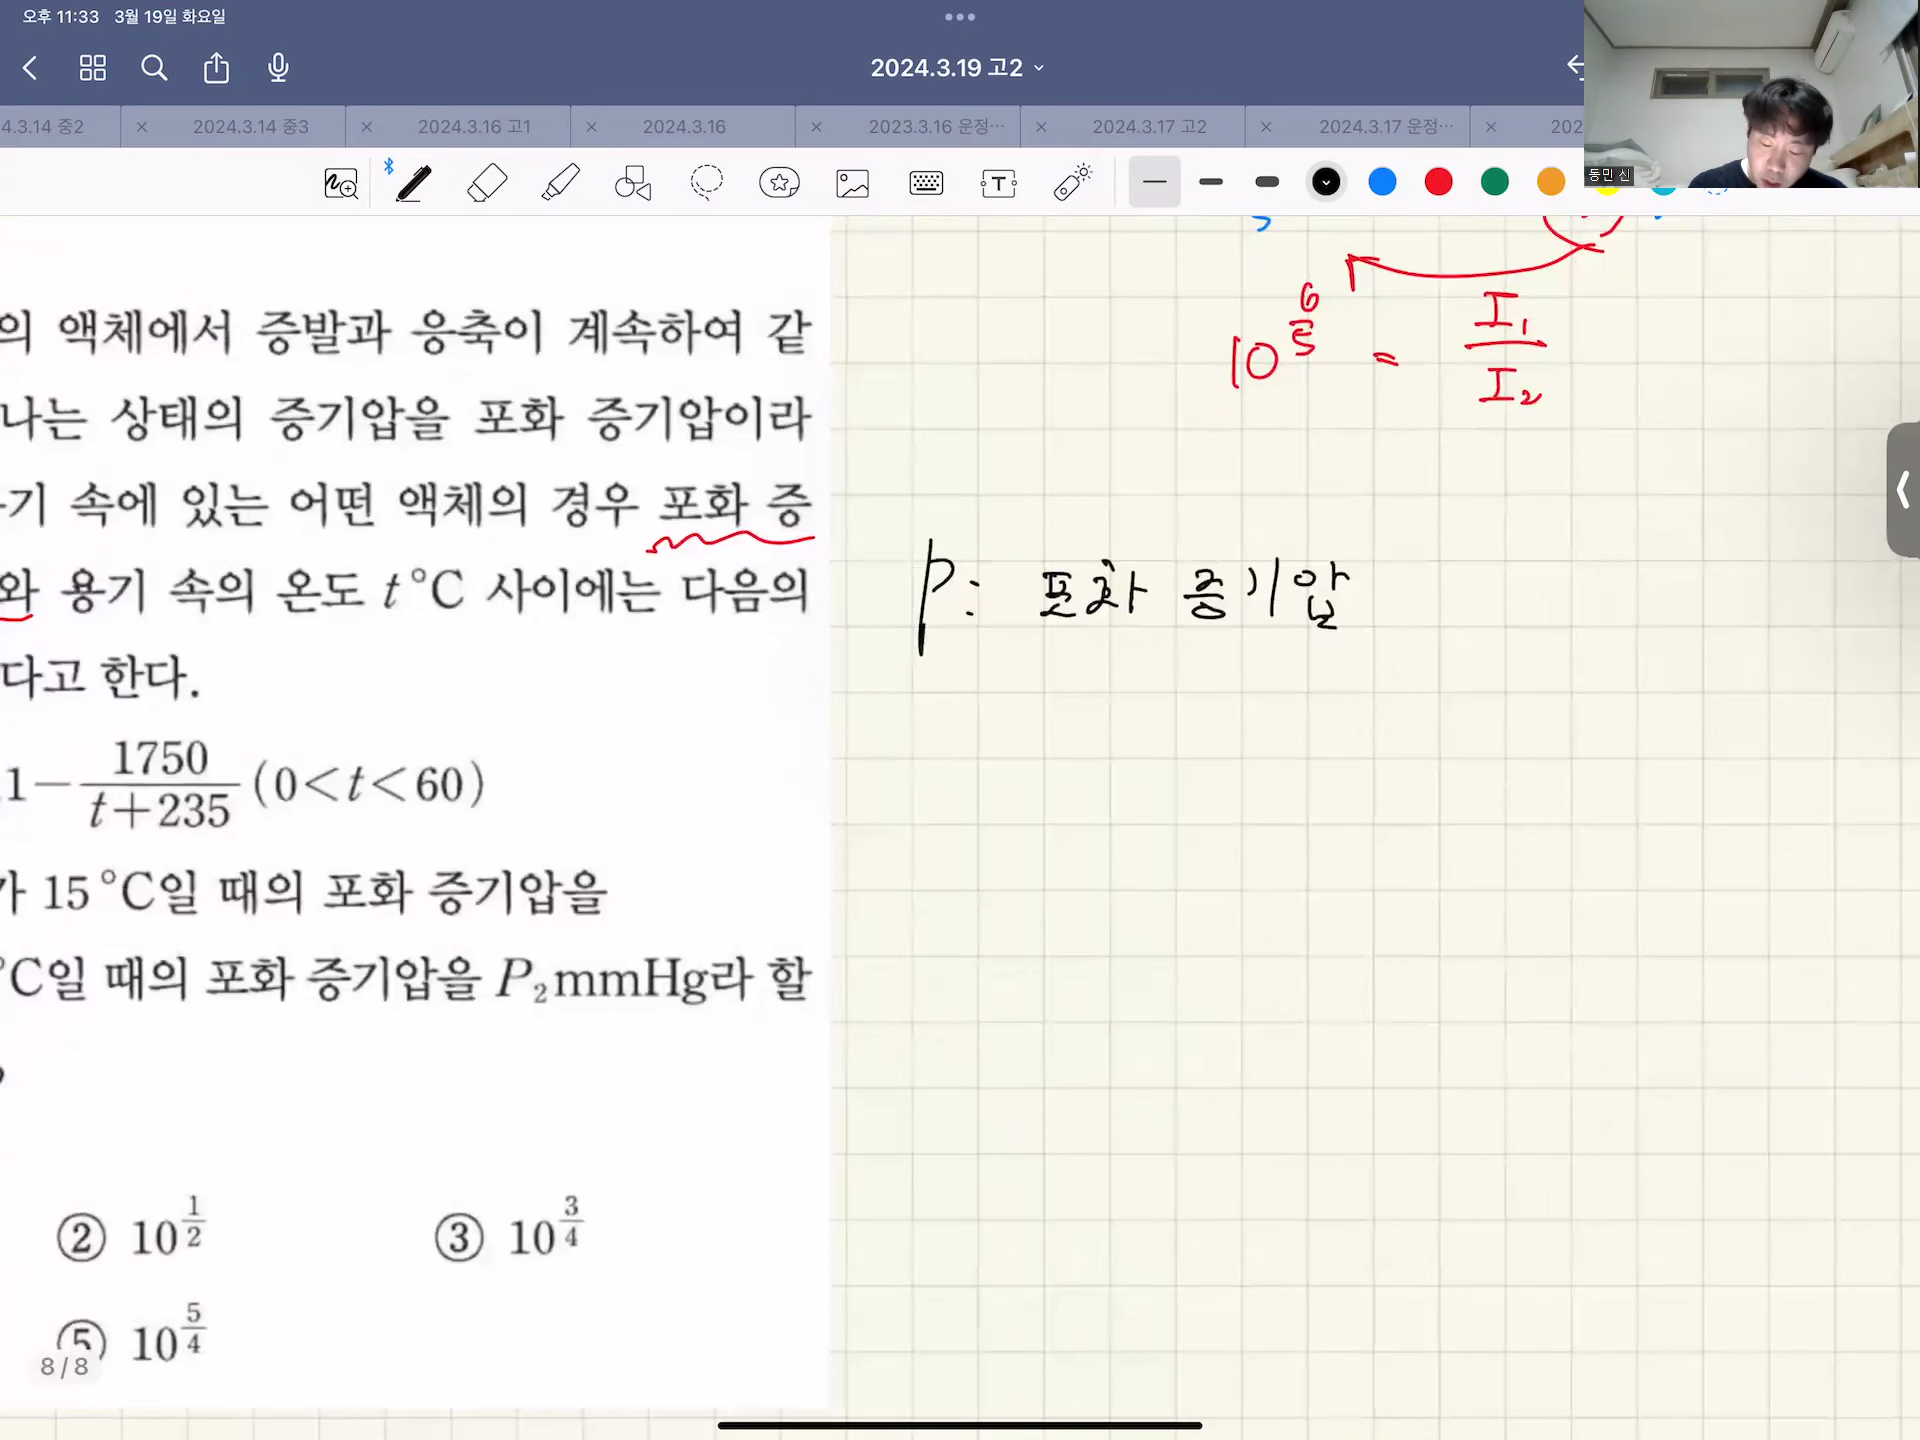 오후 11:33 3월 19일 화요일
2024.3.19 고2
4.3.14 중2
2024.3.14 중3
2024.3.16 고1
2024.3.16
2023.3.16 운정…
2024.3.17 고2
2024.3.17 운정…
202
동민 신
의 액체에서 증발과 응축이 계속하여 같
나는 상태의 증기압을 포화 증기압이라
기 속에 있는 어떤 액체의 경우 포화 증
와 용기 속의 온도 t°C 사이에는 다음의
다고 한다.
1－1750/(t+235) (0<t<60)
가 15°C일 때의 포화 증기압을
°C일 때의 포화 증기압을 P₂mmHg라 할
② 10^(1/2) ③ 10^(3/4)
⑤ 10^(5/4)
8/8
10^(6/5) = I₁/I₂
P: 포화 증기압